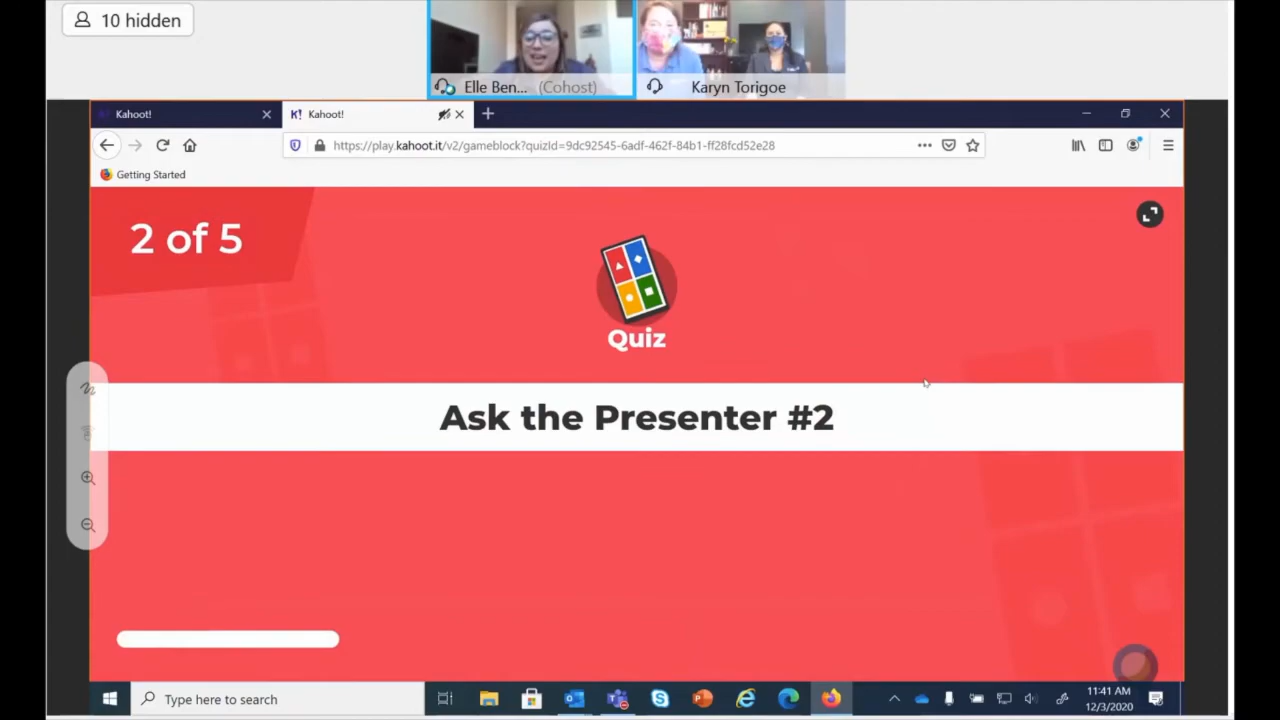 10 hidden
Elle Ben... (Cohost)
Karyn Torigoe
Kahoot!
K! Kahoot!
https://play.kahoot.it/v2/gameblock?quizId=9dc92545-6adf-462f-84b1-ff28fcd52e28
Getting Started
2 of 5
Quiz
Ask the Presenter #2
Type here to search
11:41 AM
12/3/2020